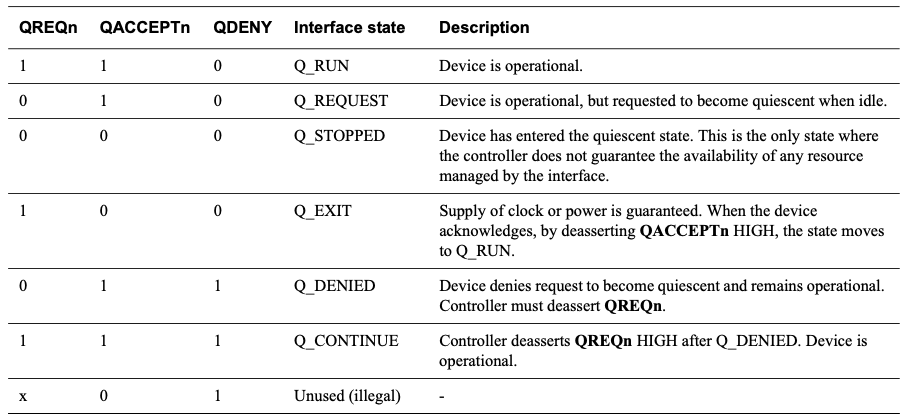 QREQn QACCEPTn QDENY Interface state Description
1 1 0 Q_RUN Device is operational.
0 1 0 Q_REQUEST Device is operational, but requested to become quiescent when idle.
0 0 0 Q_STOPPED Device has entered the quiescent state. This is the only state where
the controller does not guarantee the availability of any resource
managed by the interface.
1 0 0 Q_EXIT Supply of clock or power is guaranteed. When the device
acknowledges, by deasserting QACCEPTn HIGH, the state moves
to Q_RUN.
0 1 1 Q_DENIED Device denies request to become quiescent and remains operational.
Controller must deassert QREQn.
1 1 1 Q_CONTINUE Controller deasserts QREQn HIGH after Q_DENIED. Device is
operational.
x 0 1 Unused (illegal) -